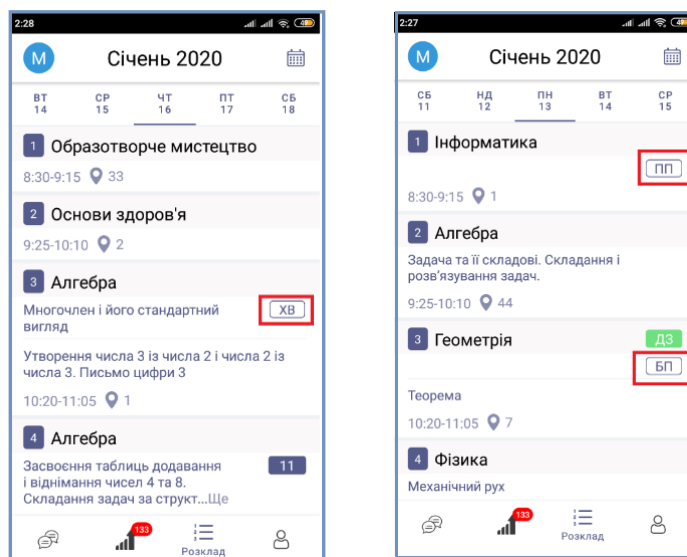 2:28
48
М
Січень 2020
ВТ СР ЧТ ПТ СБ
14 15 16 17 18
1 Образотворче мистецтво
8:30-9:15 33
2 Основи здоров'я
9:25-10:10 2
3 Алгебра
Многочлен і його стандартний
вигляд
ХВ
Утворення числа 3 із числа 2 і числа 2 із
числа 3. Письмо цифри 3
10:20-11:05 1
4 Алгебра
Засвоєння таблиць додавання
і віднімання чисел 4 та 8.
Складання задач за структ...Ще
11
133
Розклад
2:27
М
Січень 2020
СБ НД ПН ВТ СР
11 12 13 14 15
1 Інформатика
ПП
8:30-9:15 1
2 Алгебра
Задача та її складові. Складання і
розв'язування задач.
9:25-10:10 44
3 Геометрія
ДЗ
БП
Теорема
10:20-11:05 7
4 Фізика
Механічний рух
133
Розклад